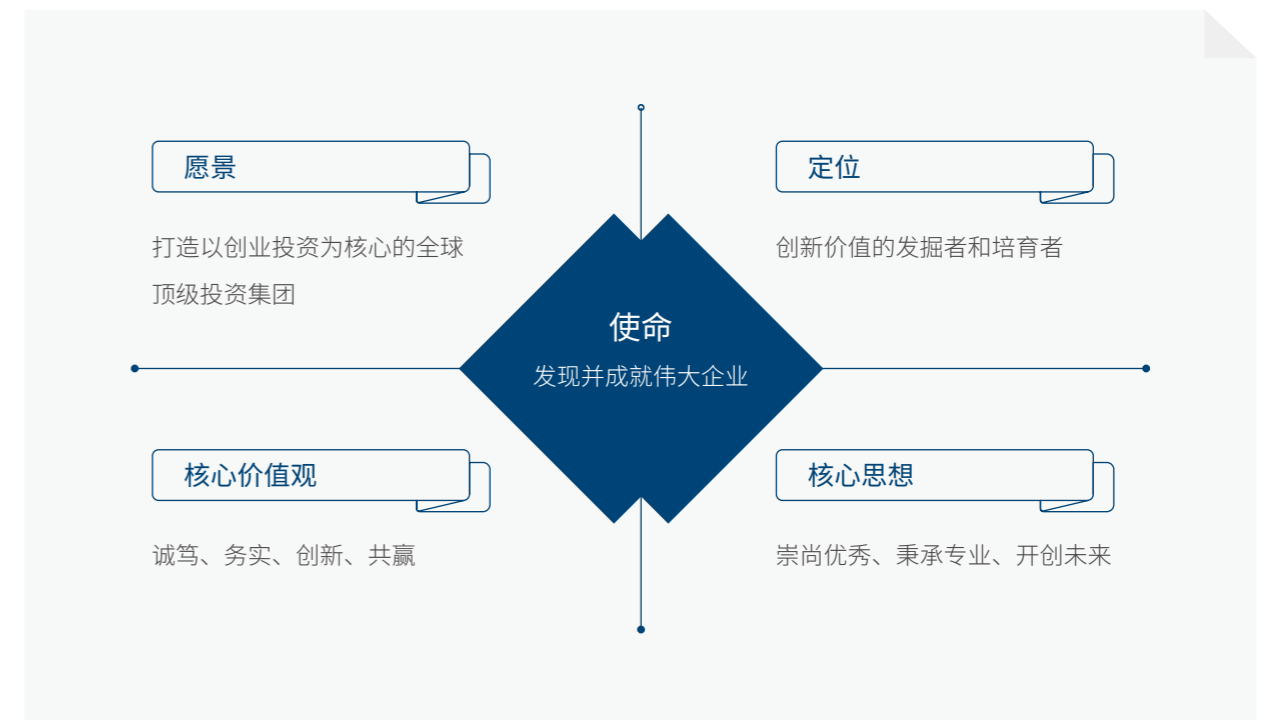 愿景
打造以创业投资为核心的全球
顶级投资集团
定位
创新价值的发掘者和培育者
使命
发现并成就伟大企业
核心价值观
诚笃、务实、创新、共赢
核心思想
崇尚优秀、秉承专业、开创未来